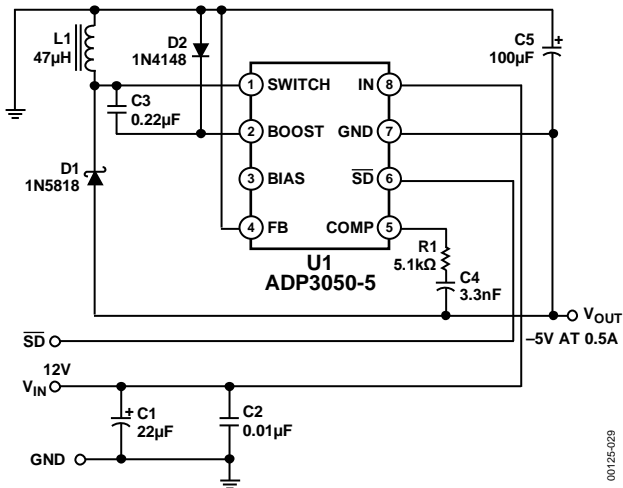 L1
47µH
D2
1N4148
C5
+
100µF
1
SWITCH
IN
8
C3
0.22µF
2
BOOST
GND
7
D1
1N5818
3
BIAS
SD
6
4
FB
COMP
5
R1
5.1kΩ
U1
ADP3050-5
C4
3.3nF
VOUT
–5V AT 0.5A
SD
12V
VIN
+
C1
22µF
C2
0.01µF
GND
00125-029